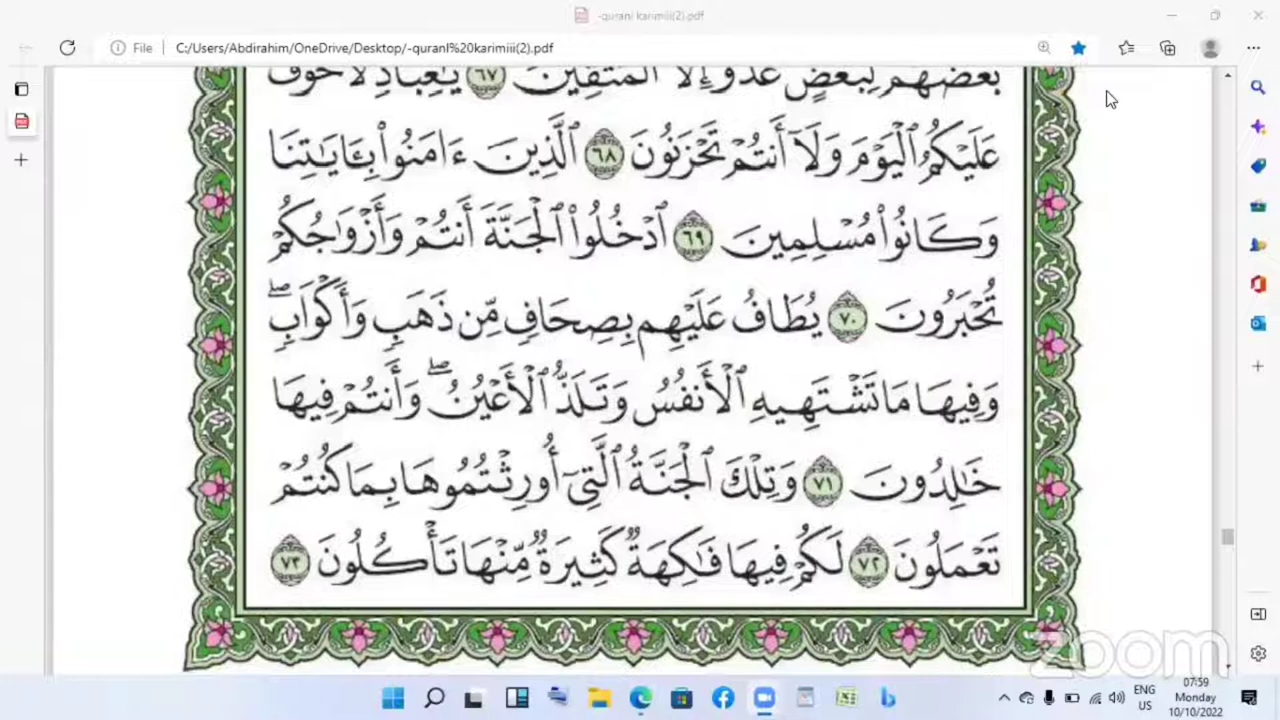 -qurani karimiii(2).pdf
File
C:/Users/Abdirahim/OneDrive/Desktop/-quranI%20karimiii(2).pdf
بَعْضُهُمْ لِبَعْضٍ عَدُوٌّ إِلَّا ٱلْمُتَّقِينَ ٦٧ يَٰعِبَادِ لَا خَوْفٌ
عَلَيْكُمُ ٱلْيَوْمَ وَلَآ أَنتُمْ تَحْزَنُونَ ٦٨ ٱلَّذِينَ ءَامَنُوا۟ بِـَٔايَٰتِنَا
وَكَانُوا۟ مُسْلِمِينَ ٦٩ ٱدْخُلُوا۟ ٱلْجَنَّةَ أَنتُمْ وَأَزْوَٰجُكُمْ
تُحْبَرُونَ ٧٠ يُطَافُ عَلَيْهِم بِصِحَافٍ مِّن ذَهَبٍ وَأَكْوَابٍ ۖ
وَفِيهَا مَا تَشْتَهِيهِ ٱلْأَنفُسُ وَتَلَذُّ ٱلْأَعْيُنُ ۖ وَأَنتُمْ فِيهَا
خَٰلِدُونَ ٧١ وَتِلْكَ ٱلْجَنَّةُ ٱلَّتِىٓ أُورِثْتُمُوهَا بِمَا كُنتُمْ
تَعْمَلُونَ ٧٢ لَكُمْ فِيهَا فَٰكِهَةٌ كَثِيرَةٌ مِّنْهَا تَأْكُلُونَ ٧٣
zoom
ENG
US
07:59
Monday
10/10/2022